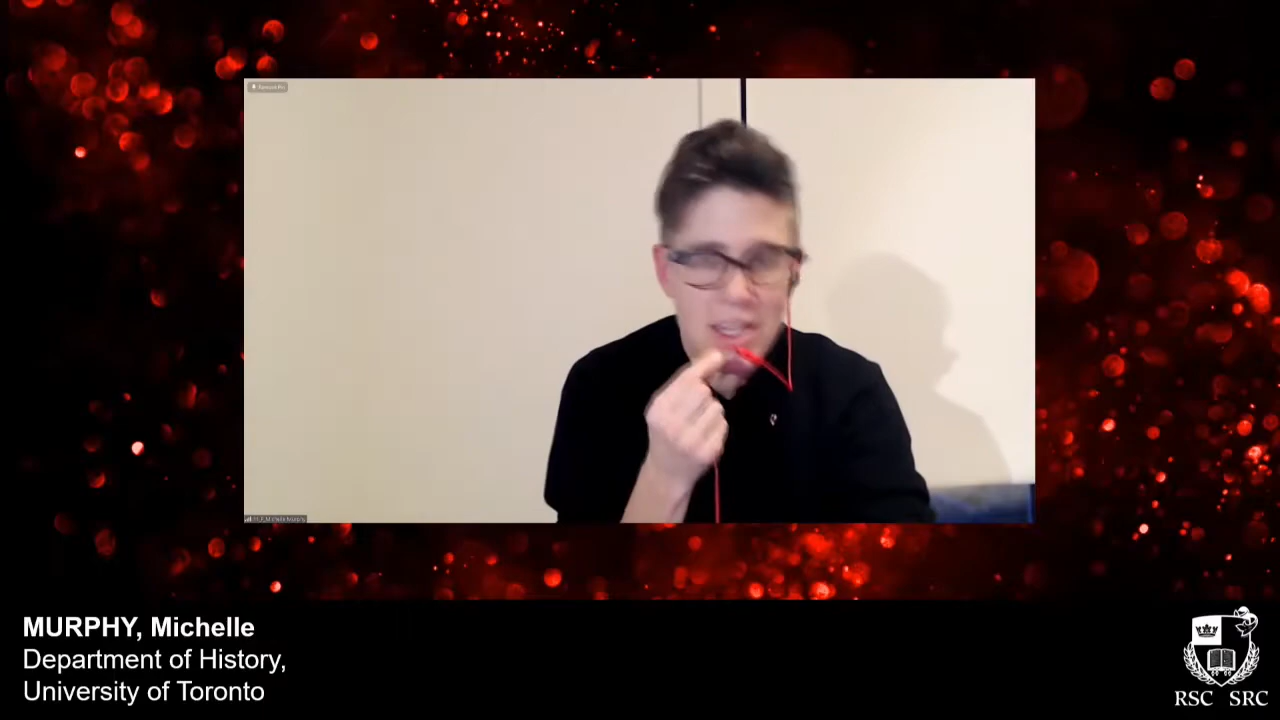 MURPHY, Michelle
Department of History,
University of Toronto
RSC SRC